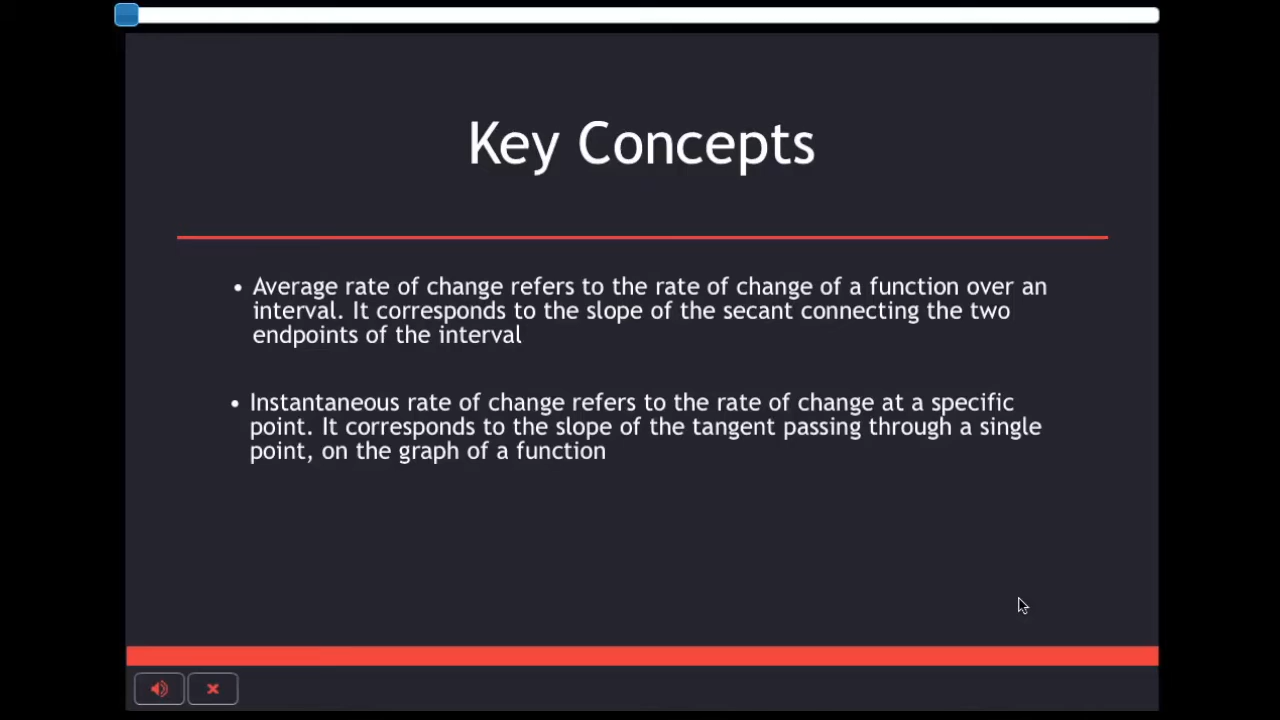 Key Concepts
• Average rate of change refers to the rate of change of a function over an
interval. It corresponds to the slope of the secant connecting the two
endpoints of the interval
• Instantaneous rate of change refers to the rate of change at a specific
point. It corresponds to the slope of the tangent passing through a single
point, on the graph of a function